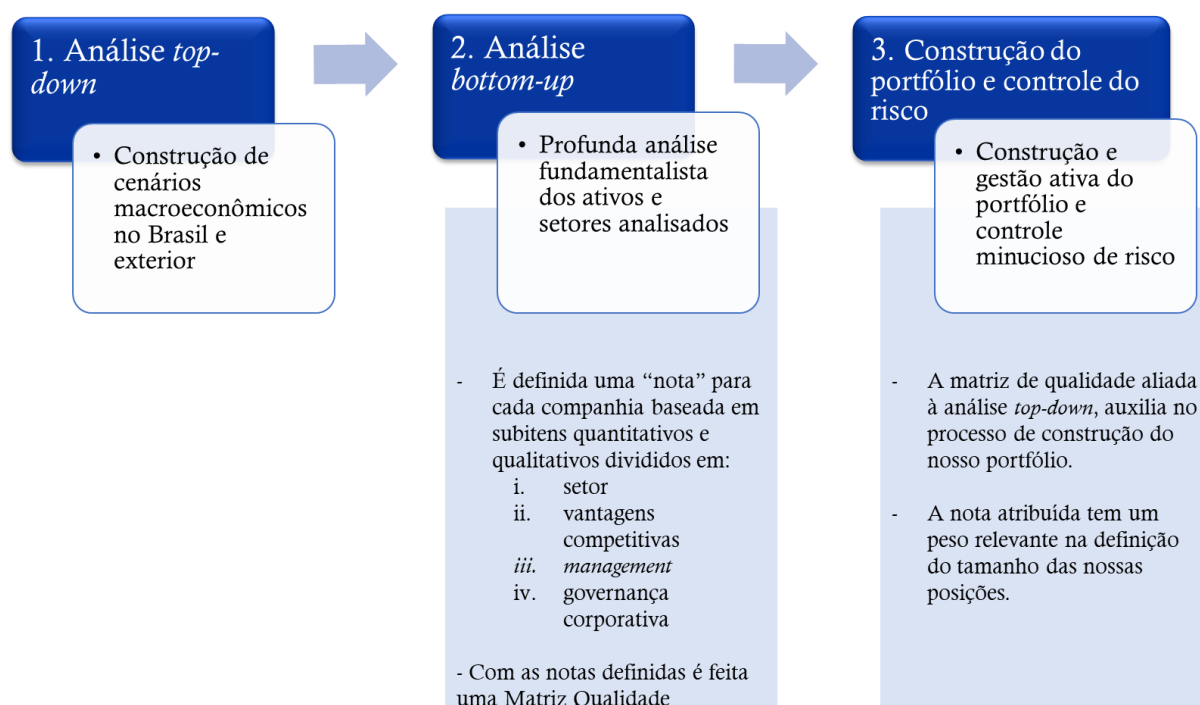 1. Análise top-
down
• Construção de
cenários
macroeconômicos
no Brasil e
exterior
2. Análise
bottom-up
• Profunda análise
fundamentalista
dos ativos e
setores analisados
- É definida uma “nota” para
cada companhia baseada em
subitens quantitativos e
qualitativos divididos em:
i. setor
ii. vantagens
competitivas
iii. management
iv. governança
corporativa
- Com as notas definidas é feita
uma Matriz Qualidade
3. Construção do
portfólio e controle do
risco
• Construção e
gestão ativa do
portfólio e
controle
minucioso de risco
- A matriz de qualidade aliada
à análise top-down, auxilia no
processo de construção do
nosso portfólio.
- A nota atribuída tem um
peso relevante na definição
do tamanho das nossas
posições.